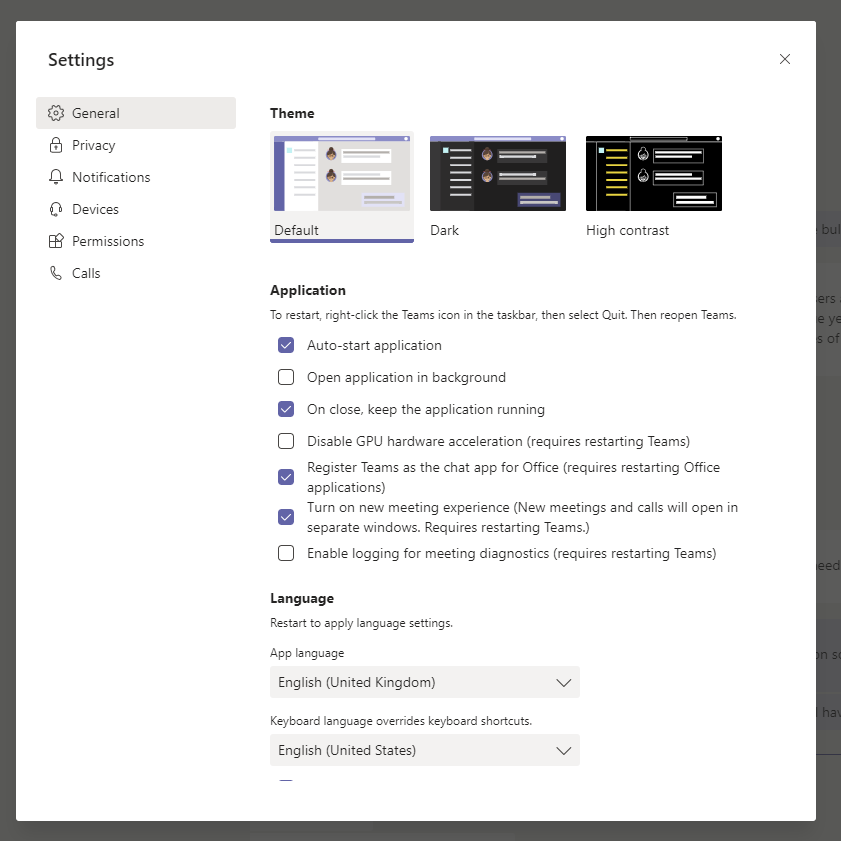 Settings
General
Privacy
Notifications
Devices
Permissions
Calls
Theme
Default
Dark
High contrast
Application
To restart, right-click the Teams icon in the taskbar, then select Quit. Then reopen Teams.
Auto-start application
Open application in background
On close, keep the application running
Disable GPU hardware acceleration (requires restarting Teams)
Register Teams as the chat app for Office (requires restarting Office
applications)
Turn on new meeting experience (New meetings and calls will open in
separate windows. Requires restarting Teams.)
Enable logging for meeting diagnostics (requires restarting Teams)
Language
Restart to apply language settings.
App language
English (United Kingdom)
Keyboard language overrides keyboard shortcuts.
English (United States)